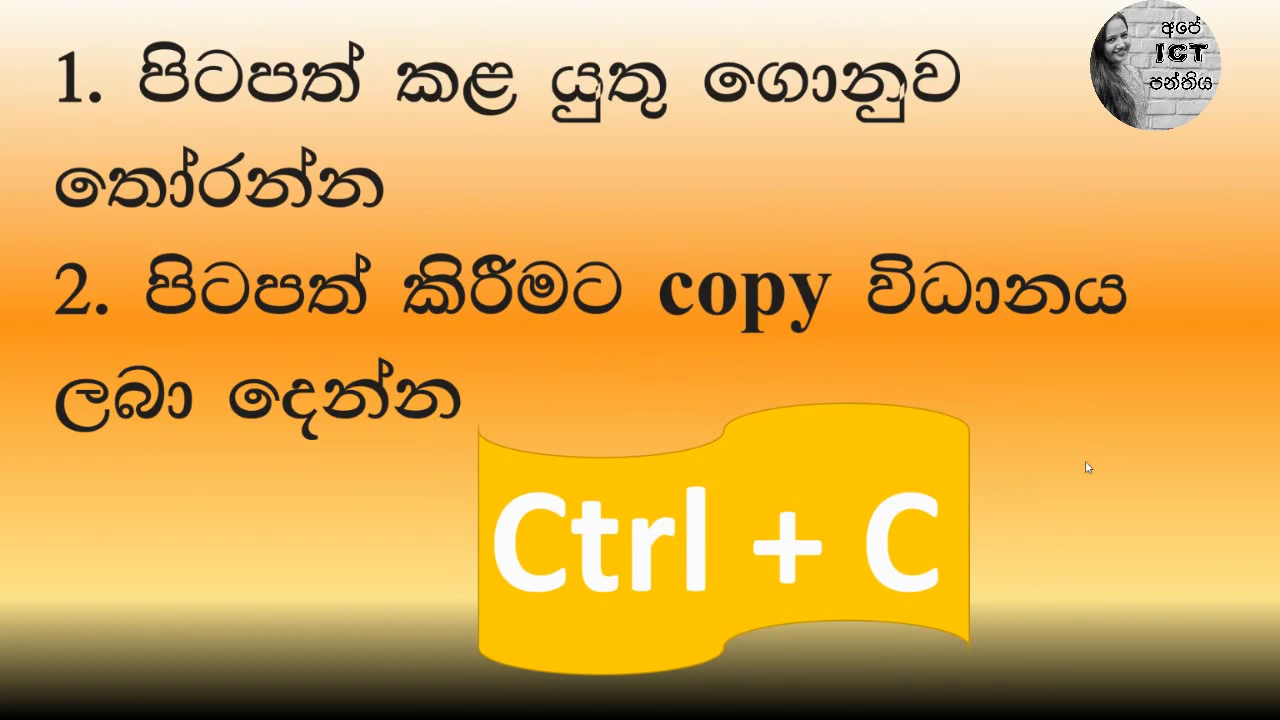 1. පිටපත් කළ යුතු ගොනුව
තෝරන්න
2. පිටපත් කිරීමට copy විධානය
ලබා දෙන්න
Ctrl + C
අපේ
ICT
පන්තිය